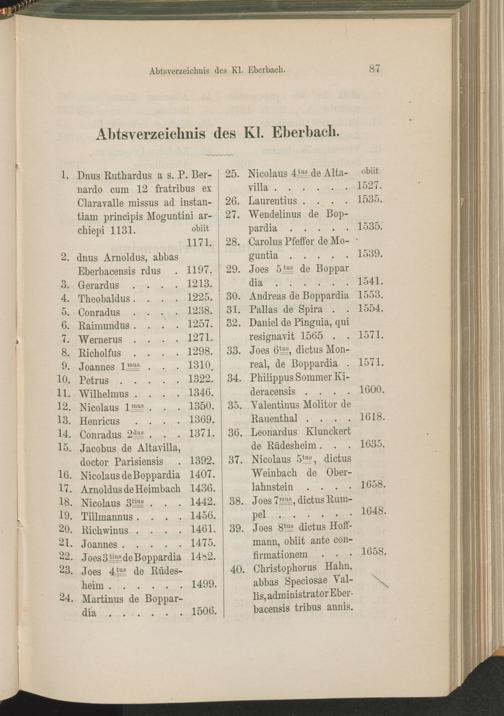 Abtsverzeichnis des Kl. Eberbach. 87
Abtsverzeichnis des Kl. Eberbach.
1. Dnus Ruthardus a s. P. Ber-
nardo cum 12 fratribus ex
Claravalle missus ad instan-
tiam principis Moguntini ar-
chiepi 1131. obiit
1171.
2. dnus Arnoldus, abbas
Eberbacensis rdus . 1197.
3. Gerardus . . . . 1213.
4. Theobaldus . . . . 1225.
5. Conradus . . . . 1238.
6. Raimundus . . . . 1257.
7. Wernerus . . . . 1271.
8. Richolfus . . . . 1298.
9. Joannes 1mus . . . 1310.
10. Petrus . . . . . 1322.
11. Wilhelmus . . . . 1346.
12. Nicolaus 1mus . . . 1350.
13. Henricus . . . . 1369.
14. Conradus 2dus . . . 1371.
15. Jacobus de Altavilla,
doctor Parisiensis . 1392.
16. Nicolaus de Boppardia 1407.
17. Arnoldus de Heimbach 1436.
18. Nicolaus 3tius . . . 1442.
19. Tillmannus . . . . 1456.
20. Richwinus . . . . 1461.
21. Joannes . . . . . 1475.
22. Joes 3tius de Boppardia 1482.
23. Joes 4tus de Rüdes-
heim . . . . . . 1499.
24. Martinus de Boppar-
dia . . . . . . 1506.
25. Nicolaus 4tus de Alta- obiit
villa . . . . . . 1527.
26. Laurentius . . . . 1535.
27. Wendelinus de Bop-
pardia . . . . . 1535.
28. Carolus Pfeffer de Mo-
guntia . . . . . 1539.
29. Joes 5tus de Boppar
dia . . . . . . 1541.
30. Andreas de Boppardia 1553.
31. Pallas de Spira . . 1554.
32. Daniel de Pinguia, qui
resignavit 1565 . . 1571.
33. Joes 6tus, dictus Mon-
real, de Boppardia . 1571.
34. Philippus Sommer Ki-
deracensis . . . . 1600.
35. Valentinus Molitor de
Rauenthal . . . . 1618.
36. Leonardus Klunckert
de Rüdesheim . . . 1635.
37. Nicolaus 5tus, dictus
Weinbach de Ober-
lahnstein . . . . 1658.
38. Joes 7mus, dictus Rum-
pel . . . . . . 1648.
39. Joes 8tus dictus Hoff-
mann, obiit ante con-
firmationem . . . 1658.
40. Christophorus Hahn,
abbas Speciosae Val-
lis, administrator Eber-
bacensis tribus annis.